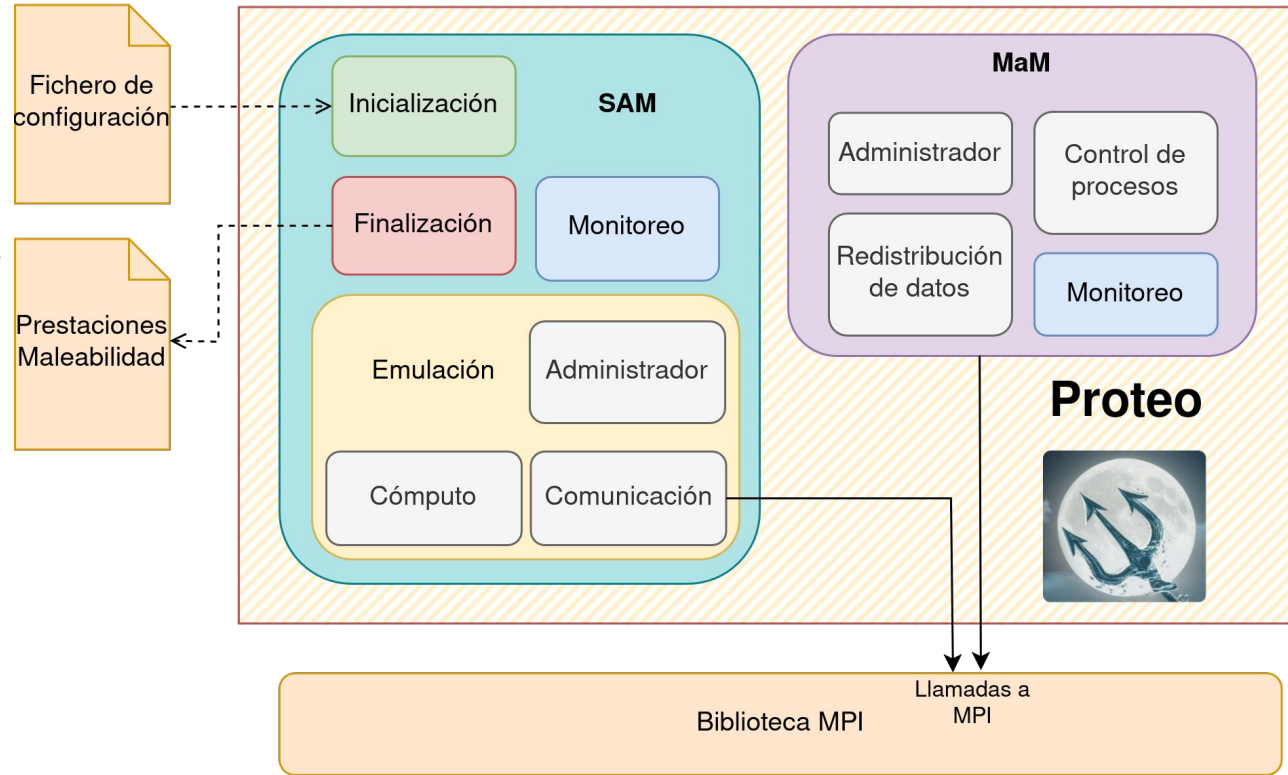 Fichero de
configuración
Prestaciones
Maleabilidad
SAM
Inicialización
Finalización
Monitoreo
Emulación
Administrador
Cómputo
Comunicación
MaM
Administrador
Control de
procesos
Redistribución
de datos
Monitoreo
Proteo
Llamadas a
MPI
Biblioteca MPI